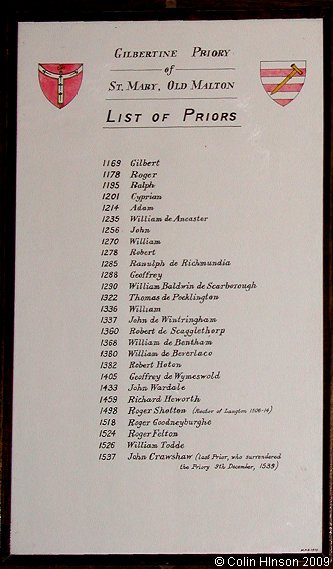 GILBERTINE PRIORY
of
ST. MARY, OLD MALTON
LIST OF PRIORS
1169 Gilbert
1178 Roger
1195 Ralph
1201 Cyprian
1214 Adam
1235 William de Ancaster
1256 John
1270 William
1278 Robert
1285 Ranulph de Richmundia
1288 Geoffrey
1290 William Baldwin de Scarborough
1322 Thomas de Pocklington
1336 William
1337 John de Wintringham
1360 Robert de Scagglethorp
1368 William de Bentham
1380 William de Beverlaco
1382 Robert Hoton
1405 Geoffrey de Wymeswold
1433 John Wardale
1459 Richard Heworth
1498 Roger Shotton (Rector of Langton 1506-14)
1518 Roger Goodneyburghe
1524 Roger Felton
1526 William Todde
1537 John Crawshaw (last Prior, who surrendered
the Priory 9th December, 1539)
© Colin Hinson 2009